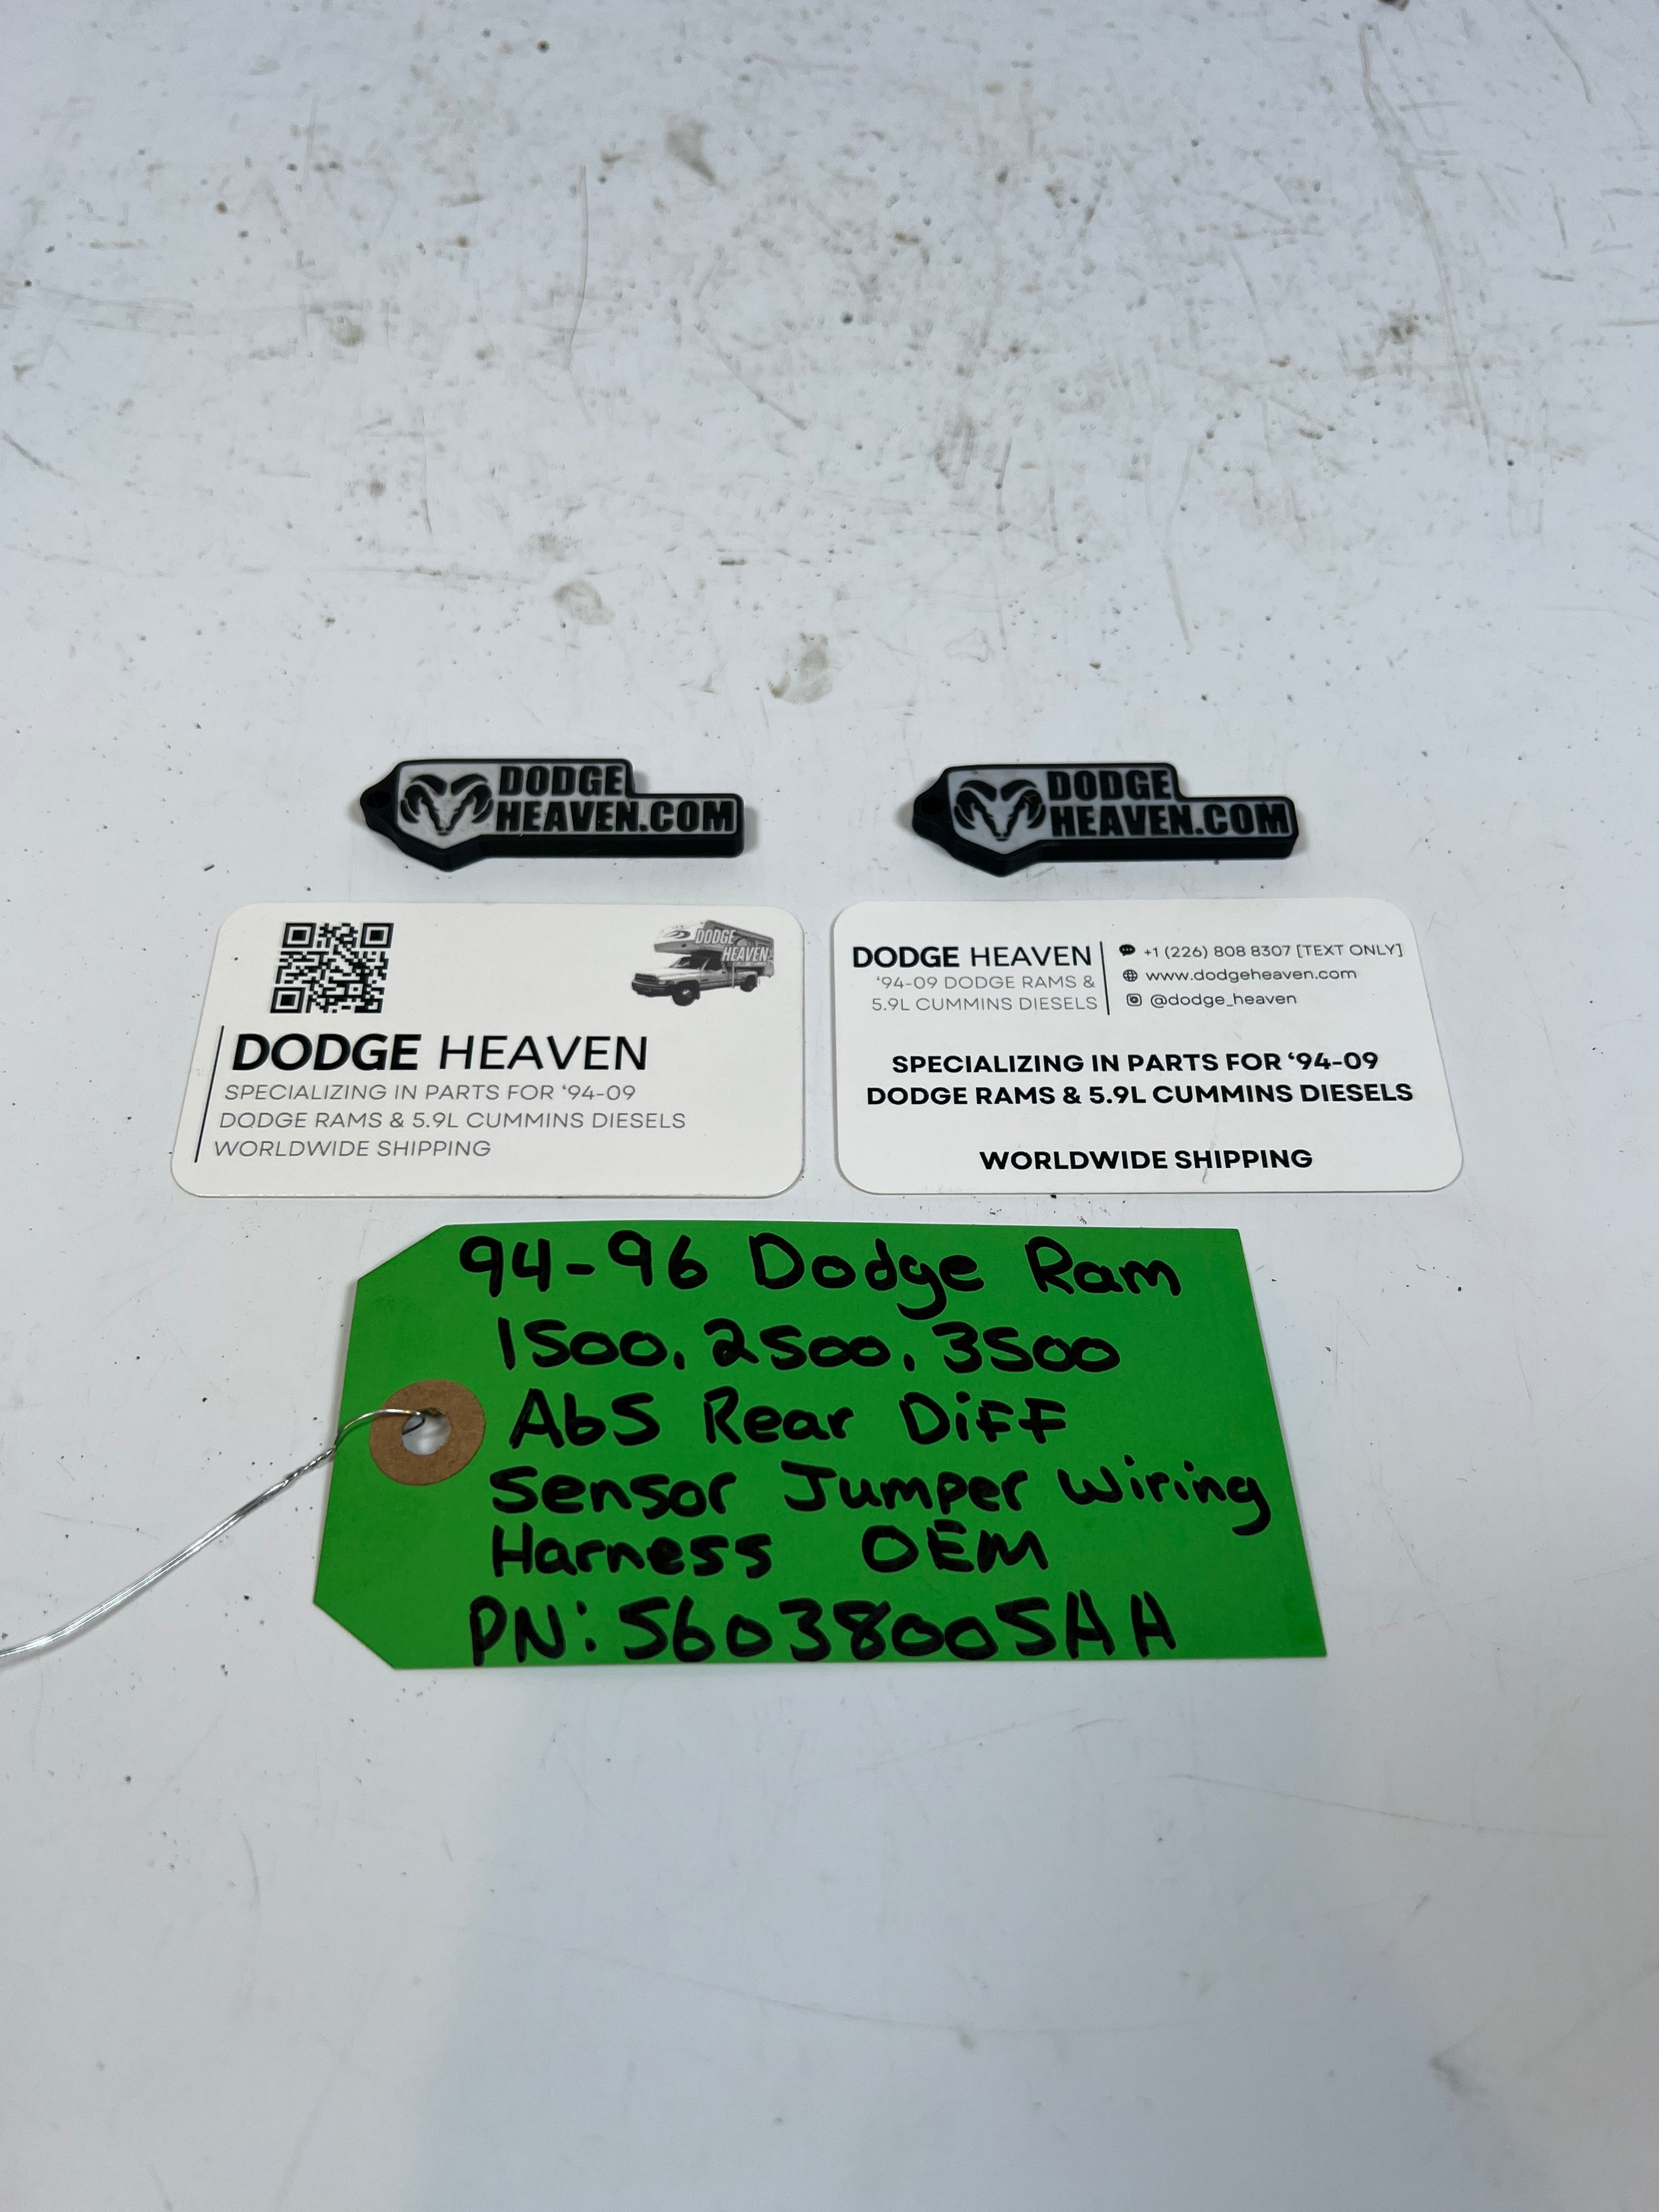 DODGE
HEAVEN.COM
DODGE
HEAVEN.COM
DODGE
HEAVEN
DODGE HEAVEN
SPECIALIZING IN PARTS FOR ‘94-09
DODGE RAMS & 5.9L CUMMINS DIESELS
WORLDWIDE SHIPPING
DODGE HEAVEN
‘94-09 DODGE RAMS &
5.9L CUMMINS DIESELS
+1 (226) 808 8307 [TEXT ONLY]
www.dodgeheaven.com
@dodge_heaven
SPECIALIZING IN PARTS FOR ‘94-09
DODGE RAMS & 5.9L CUMMINS DIESELS
WORLDWIDE SHIPPING
94-96 Dodge Ram
1500, 2500, 3500
AbS Rear Diff
Sensor Jumper Wiring
Harness OEM
PN: 56038005AA